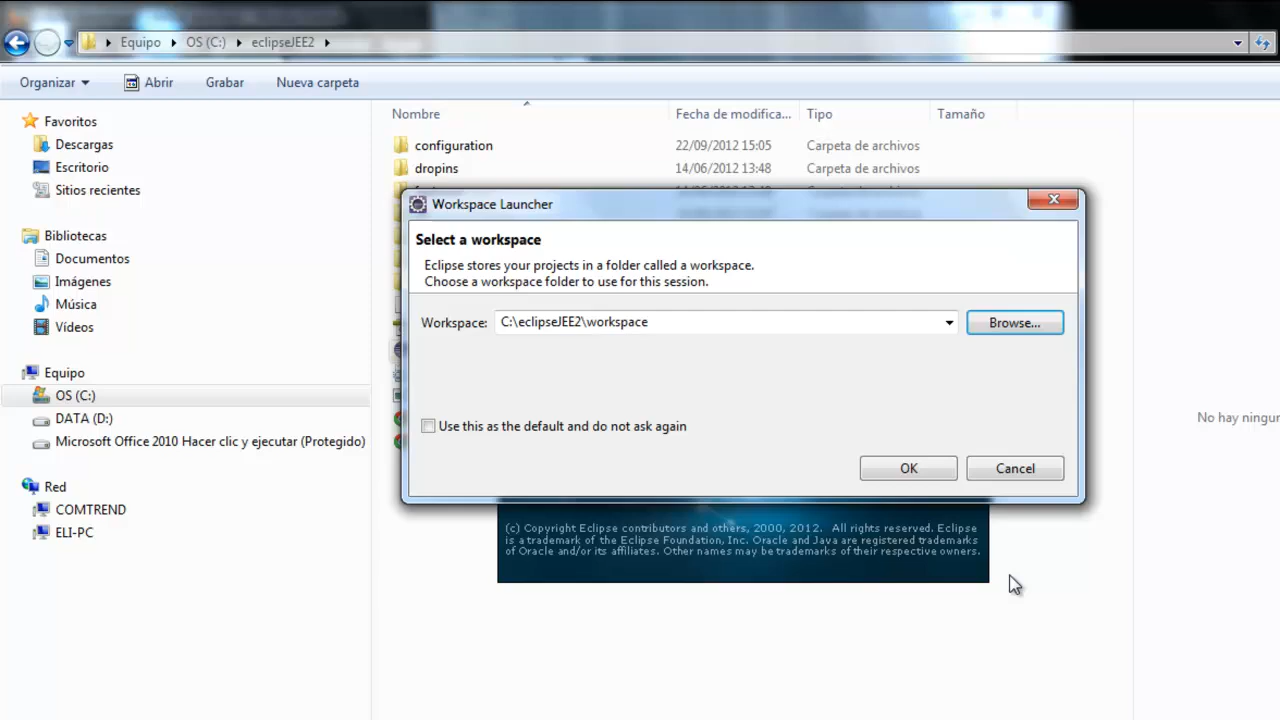 Equipo OS (C:) eclipseJEE2
Organizar Abrir Grabar Nueva carpeta
Favoritos
Descargas
Escritorio
Sitios recientes
Bibliotecas
Documentos
Imágenes
Música
Vídeos
Equipo
OS (C:)
DATA (D:)
Microsoft Office 2010 Hacer clic y ejecutar (Protegido)
Red
COMTREND
ELI-PC
Nombre Fecha de modifica... Tipo Tamaño
configuration 22/09/2012 15:05 Carpeta de archivos
dropins 14/06/2012 13:48 Carpeta de archivos
Workspace Launcher
Select a workspace
Eclipse stores your projects in a folder called a workspace.
Choose a workspace folder to use for this session.
Workspace: C:\eclipseJEE2\workspace Browse...
Use this as the default and do not ask again
OK Cancel
(c) Copyright Eclipse contributors and others, 2000, 2012. All rights reserved. Eclipse
is a trademark of the Eclipse Foundation, Inc. Oracle and Java are registered trademarks
of Oracle and/or its affiliates. Other names may be trademarks of their respective owners.
No hay ningur